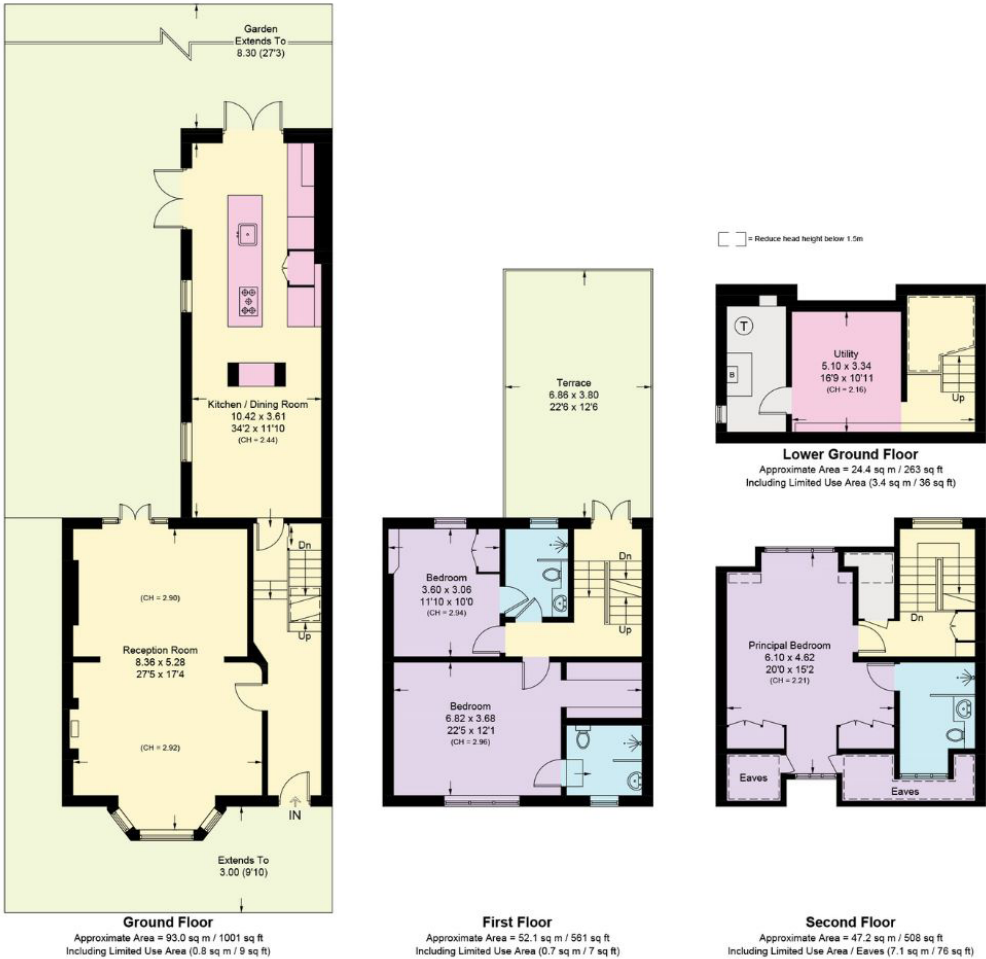 Garden
Extends To
8.30 (27'3)
Kitchen / Dining Room
10.42 x 3.61
34'2 x 11'10
(CH = 2.44)
Dn
Up
(CH = 2.90)
Reception Room
8.36 x 5.28
27'5 x 17'4
(CH = 2.92)
IN
Extends To
3.00 (9'10)
Ground Floor
Approximate Area = 93.0 sq m / 1001 sq ft
Including Limited Use Area (0.8 sq m / 9 sq ft)
Terrace
6.86 x 3.80
22'6 x 12'6
Bedroom
3.60 x 3.06
11'10 x 10'0
(CH = 2.94)
Dn
Up
Bedroom
6.82 x 3.68
22'5 x 12'1
(CH = 2.96)
First Floor
Approximate Area = 52.1 sq m / 561 sq ft
Including Limited Use Area (0.7 sq m / 7 sq ft)
= Reduce head height below 1.5m
T
B
Utility
5.10 x 3.34
16'9 x 10'11
(CH = 2.16)
Up
Lower Ground Floor
Approximate Area = 24.4 sq m / 263 sq ft
Including Limited Use Area (3.4 sq m / 36 sq ft)
Dn
Principal Bedroom
6.10 x 4.62
20'0 x 15'2
(CH = 2.21)
Eaves
Eaves
Second Floor
Approximate Area = 47.2 sq m / 508 sq ft
Including Limited Use Area / Eaves (7.1 sq m / 76 sq ft)